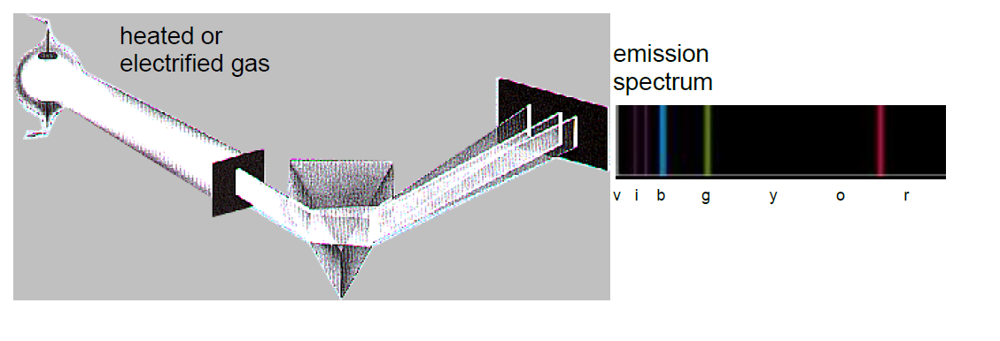 heated or
electrified gas
emission
spectrum
v i b g y o r